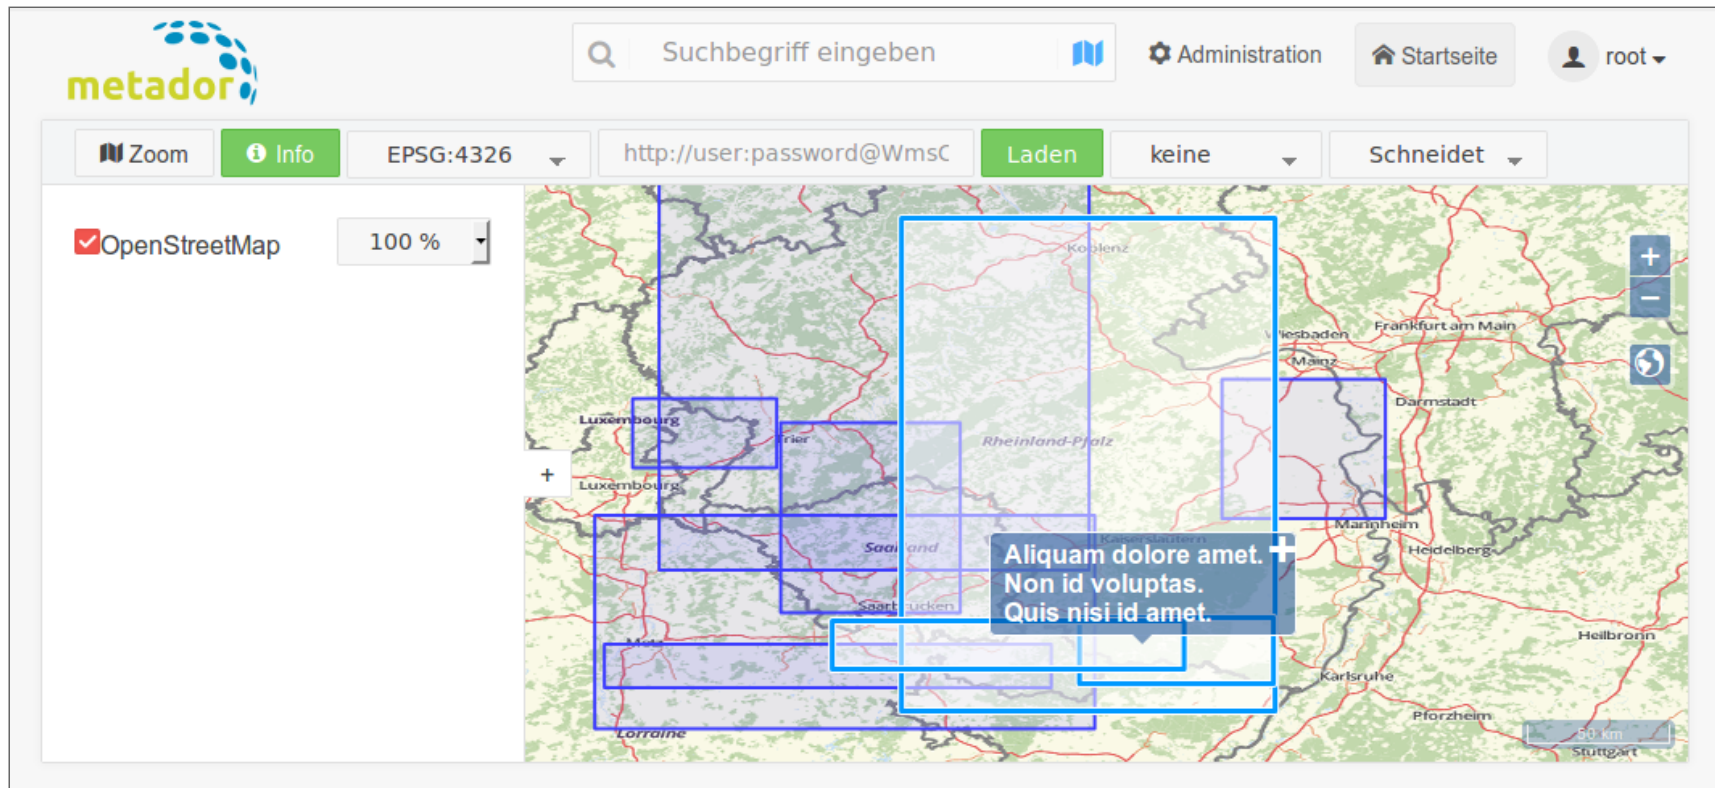 metador
Suchbegriff eingeben
Administration
Startseite
root
Zoom
Info
EPSG:4326
http://user:password@WmsC
Laden
keine
Schneidet
OpenStreetMap
100 %
+
−
+
Koblenz
Wiesbaden
Frankfurt am Main
Mainz
Darmstadt
Luxembourg
Trier
Rheinland-Pfalz
Luxembourg
Mannheim
Kaiserslautern
Saarland
Heidelberg
Aliquam dolore amet.
Non id voluptas.
Quis nisi id amet.
Saarbrücken
Metz
Heilbronn
Karlsruhe
Pforzheim
Lorraine
50 km
Stuttgart